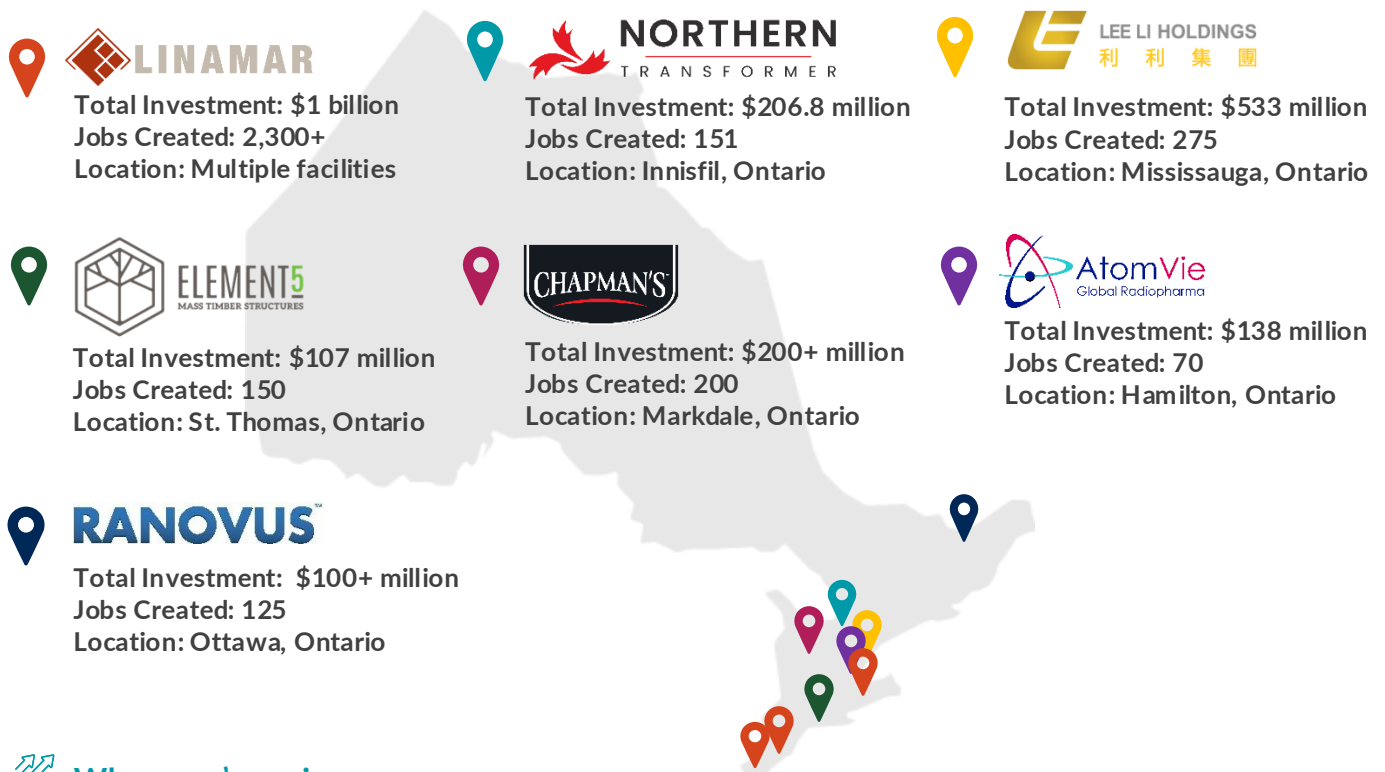 LINAMAR
Total Investment: $1 billion
Jobs Created: 2,300+
Location: Multiple facilities
NORTHERN
TRANSFORMER
Total Investment: $206.8 million
Jobs Created: 151
Location: Innisfil, Ontario
LEE LI HOLDINGS
利利集團
Total Investment: $533 million
Jobs Created: 275
Location: Mississauga, Ontario
ELEMENT5
MASS TIMBER STRUCTURES
Total Investment: $107 million
Jobs Created: 150
Location: St. Thomas, Ontario
CHAPMAN'S
Total Investment: $200+ million
Jobs Created: 200
Location: Markdale, Ontario
AtomVie
Global Radiopharma
Total Investment: $138 million
Jobs Created: 70
Location: Hamilton, Ontario
RANOVUS™
Total Investment: $100+ million
Jobs Created: 125
Location: Ottawa, Ontario